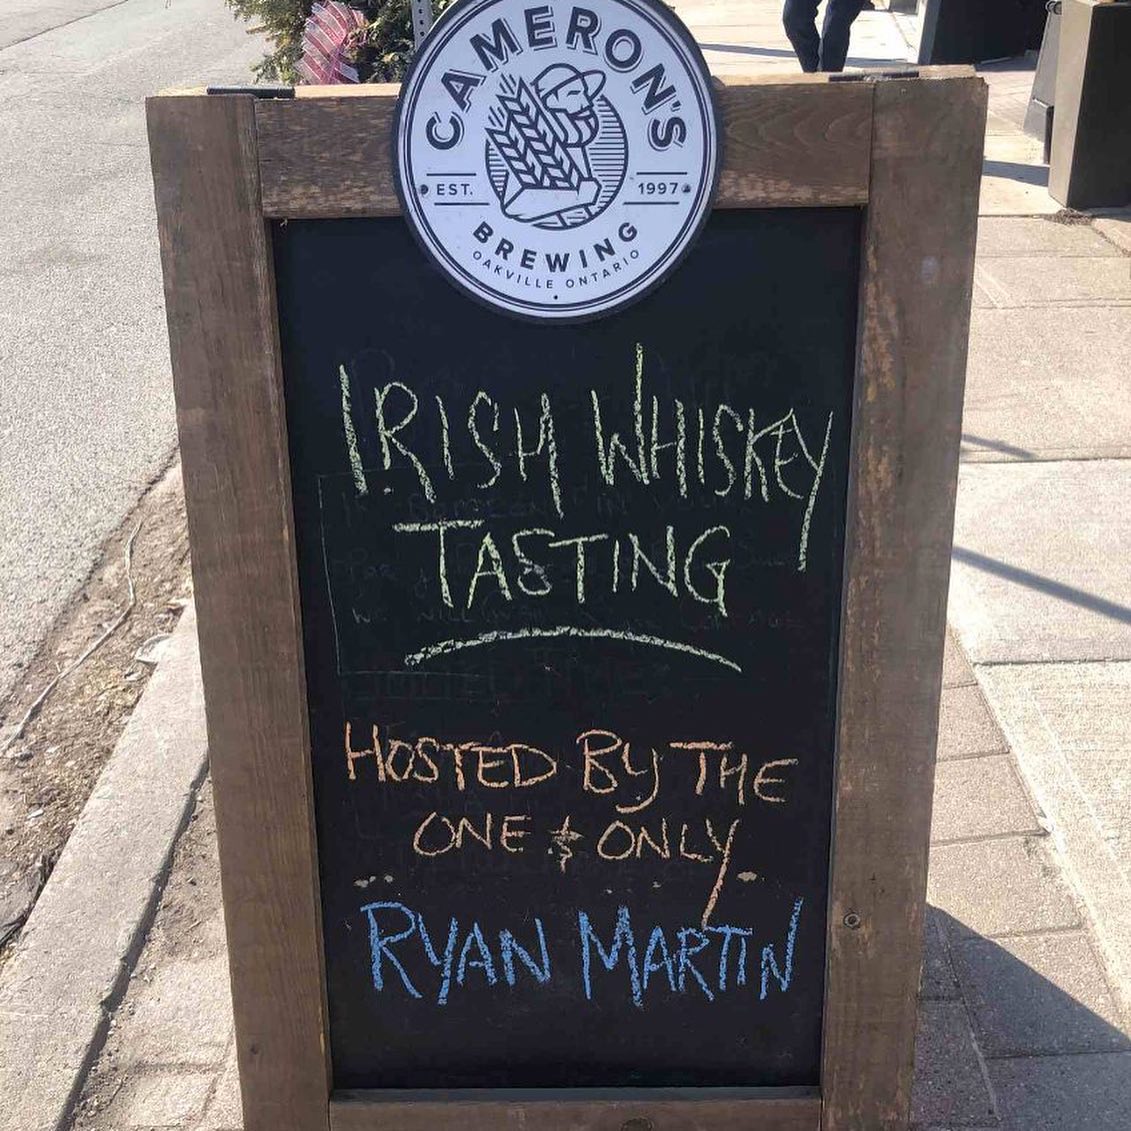 CAMERON'S
EST. 1997
BREWING
OAKVILLE ONTARIO
IRISH WHISKEY
TASTING
HOSTED BY THE
ONE & ONLY
RYAN MARTIN